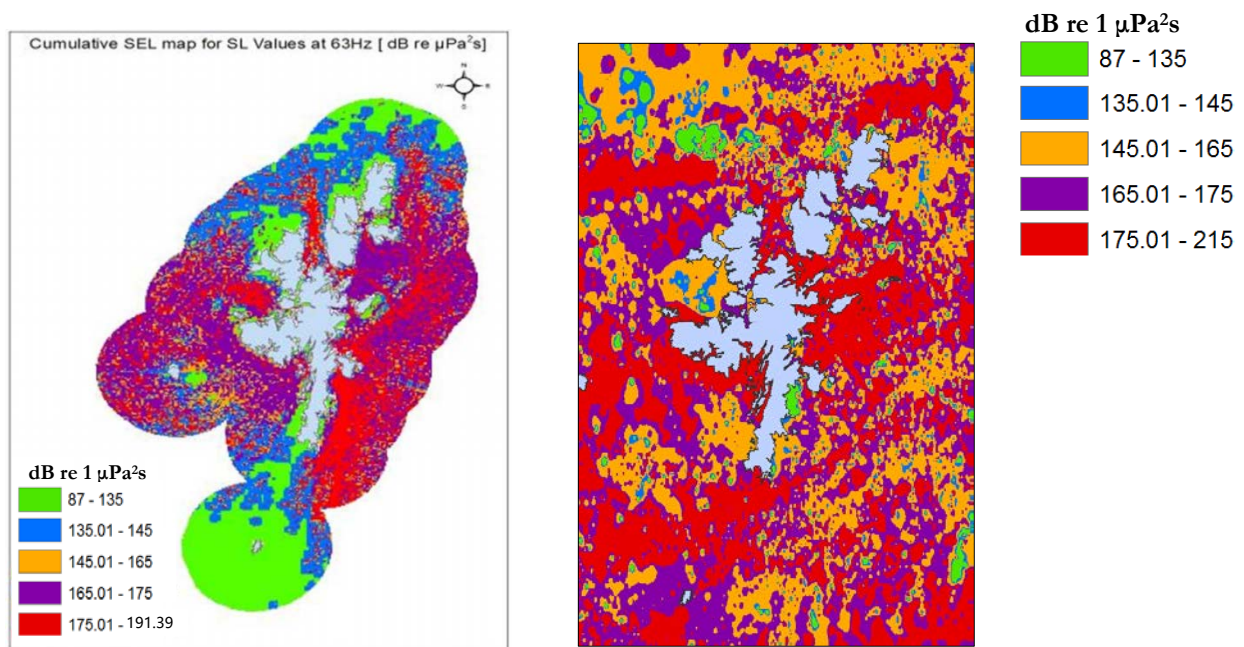 Cumulative SEL map for SL Values at 63Hz [ dB re µPa²s]
N
W
E
S
dB re 1 µPa²s
87 - 135
135.01 - 145
145.01 - 165
165.01 - 175
175.01 - 191.39
dB re 1 µPa²s
87 - 135
135.01 - 145
145.01 - 165
165.01 - 175
175.01 - 215